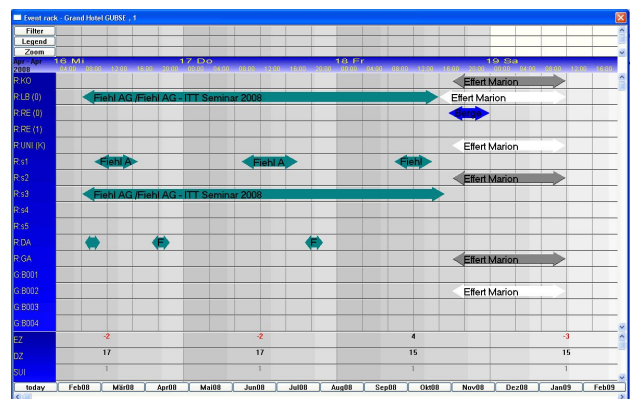 Event rack - Grand Hotel GUBSE , 1
Filter
Legend
Zoom
Apr - Apr 16 Mi 17 Do 18 Fr 19 Sa
2008
R:KO Effert Marion
R:LB (0) Fiehl AG /Fiehl AG - ITT Seminar 2008 Effert Marion
R:RE (0)
R:RE (1)
R:UNI (K) Effert Marion
R:s1 Fiehl A Fiehl A Fiehl
R:s2 Effert Marion
R:s3 Fiehl AG /Fiehl AG - ITT Seminar 2008
R:s4
R:s5
R:DA F F
R:GA Effert Marion
G:B001
G:B002 Effert Marion
G:B003
G:B004
EZ -2 -2 4 -3
DZ 17 17 15 15
SUI 1 1 1 1
today Feb08 Mär08 Apr08 Mai08 Jun08 Jul08 Aug08 Sep08 Okt08 Nov08 Dez08 Jan09 Feb09